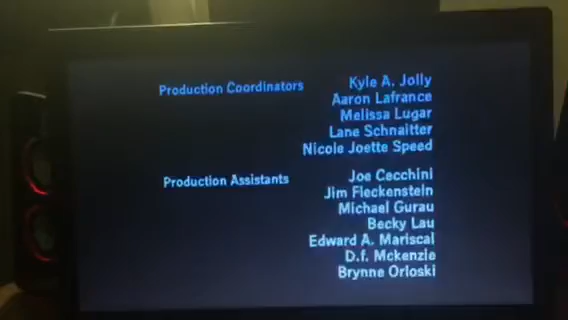 Production Coordinators Kyle A. Jolly
Aaron Lafrance
Melissa Lugar
Lane Schnaitter
Nicole Joette Speed
Production Assistants Joe Cecchini
Jim Fleckenstein
Michael Gurau
Becky Lau
Edward A. Mariscal
D.f. Mckenzie
Brynne Orloski